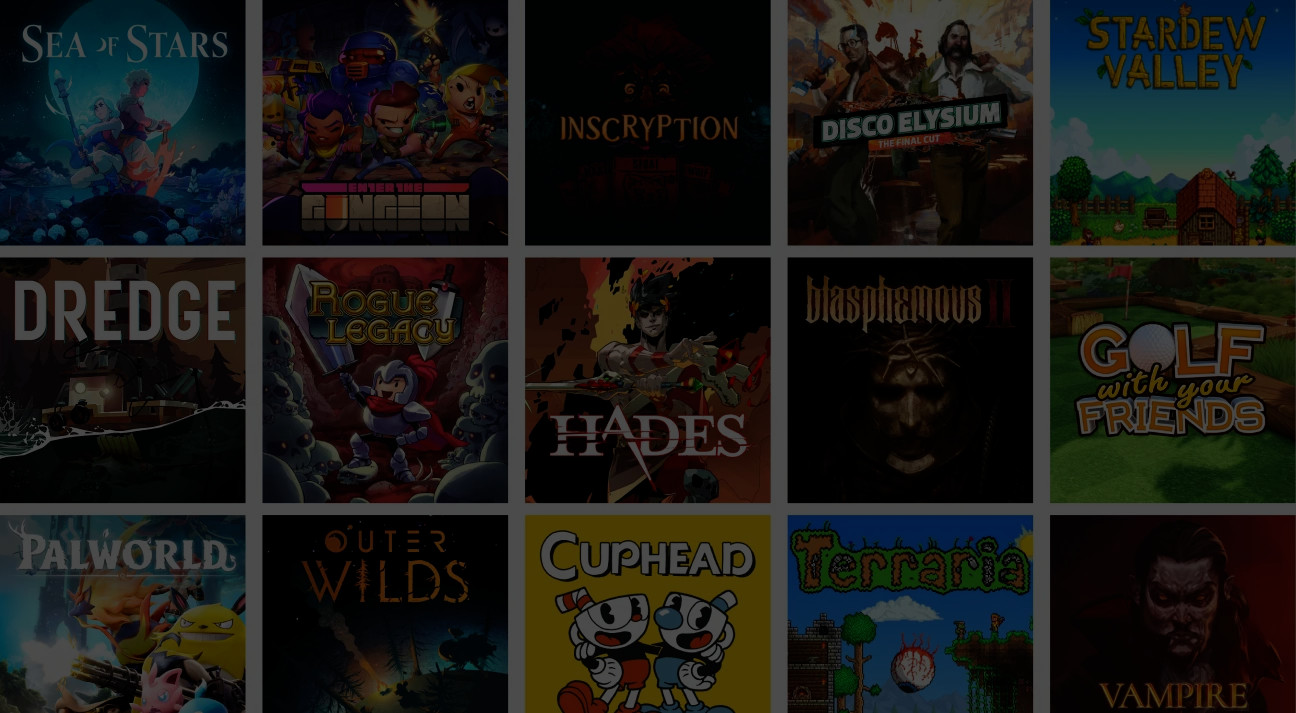 SEA OF STARS
ENTER THE
GUNGEON
INSCRYPTION
DISCO ELYSIUM
THE FINAL CUT
STARDEW
VALLEY
DREDGE
ROGUE
LEGACY
HADES
blasphemous II
GOLF
with your
FRIENDS
PALWORLD
OUTER
WILDS
CUPHEAD
Terraria
VAMPIRE